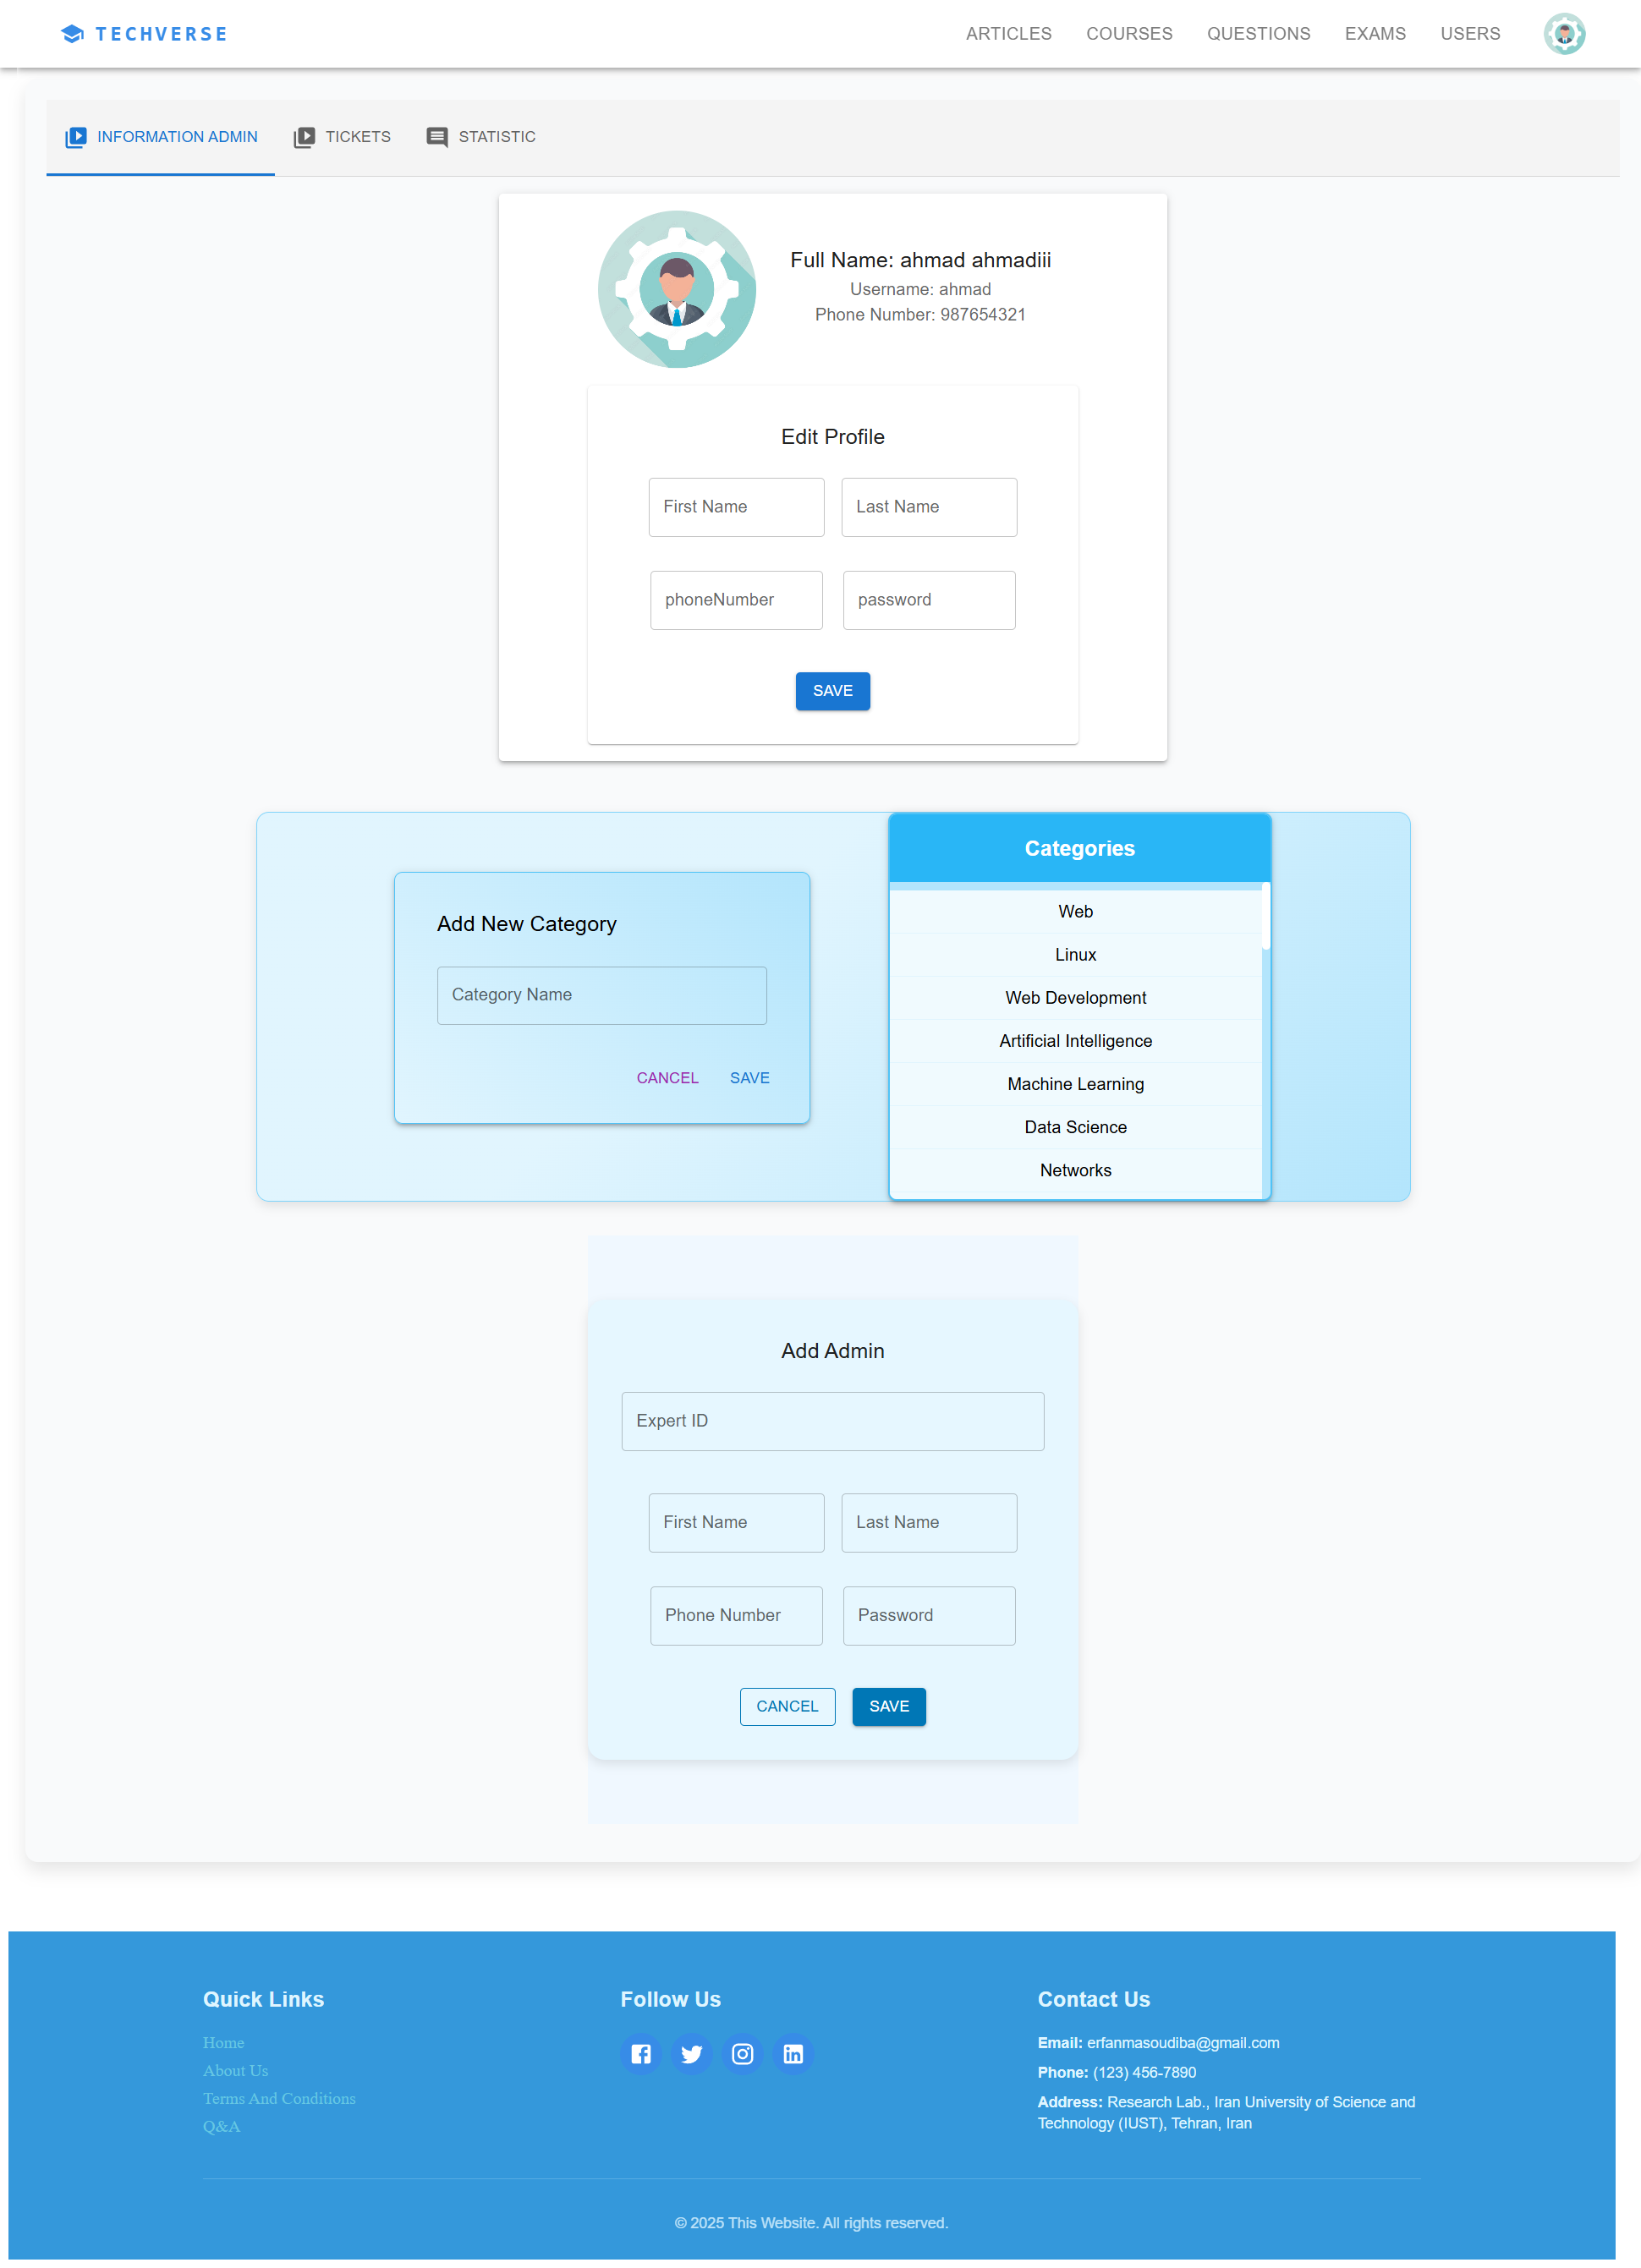 TECHVERSE
ARTICLES COURSES QUESTIONS EXAMS USERS
INFORMATION ADMIN TICKETS STATISTIC
Full Name: ahmad ahmadiii
Username: ahmad
Phone Number: 987654321
Edit Profile
First Name Last Name
phoneNumber password
SAVE
Add New Category
Category Name
CANCEL SAVE
Categories
Web
Linux
Web Development
Artificial Intelligence
Machine Learning
Data Science
Networks
Add Admin
Expert ID
First Name Last Name
Phone Number Password
CANCEL SAVE
Quick Links
Home
About Us
Terms And Conditions
Q&A
Follow Us
Contact Us
Email: erfanmasoudiba@gmail.com
Phone: (123) 456-7890
Address: Research Lab., Iran University of Science and
Technology (IUST), Tehran, Iran
© 2025 This Website. All rights reserved.